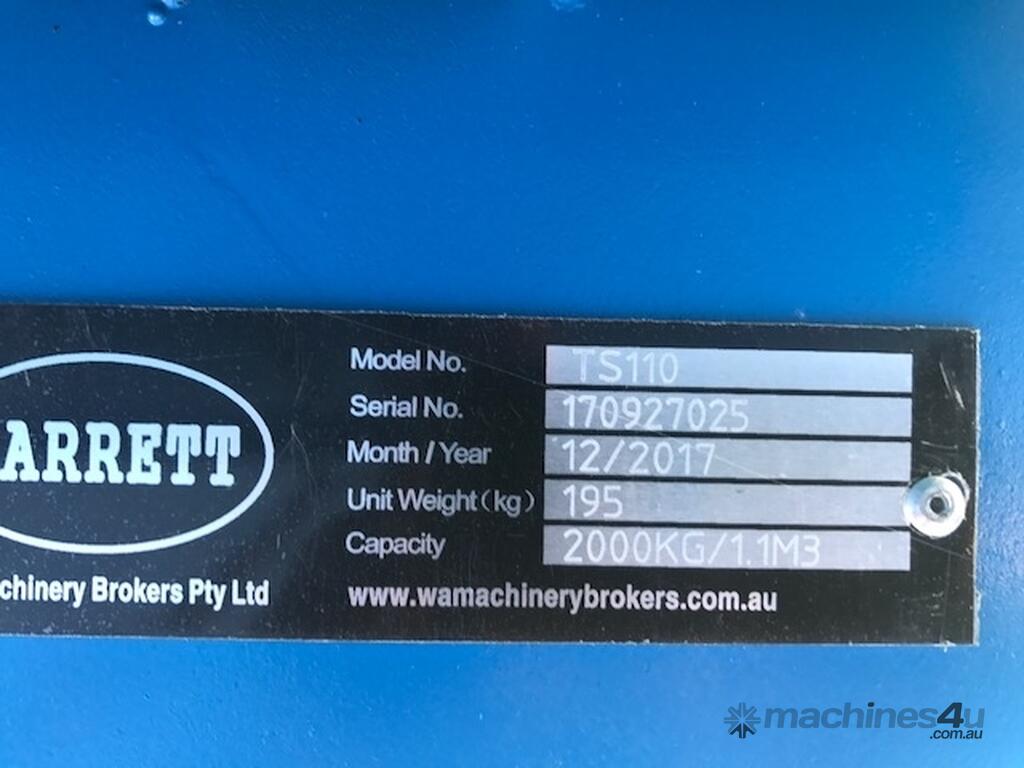 ARRETT
chinery Brokers Pty Ltd
Model No. TS110
Serial No. 170927025
Month / Year 12/2017
Unit Weight(kg) 195
Capacity 2000KG/1.1M3
www.wamachinerybrokers.com.au
machines4u
.com.au